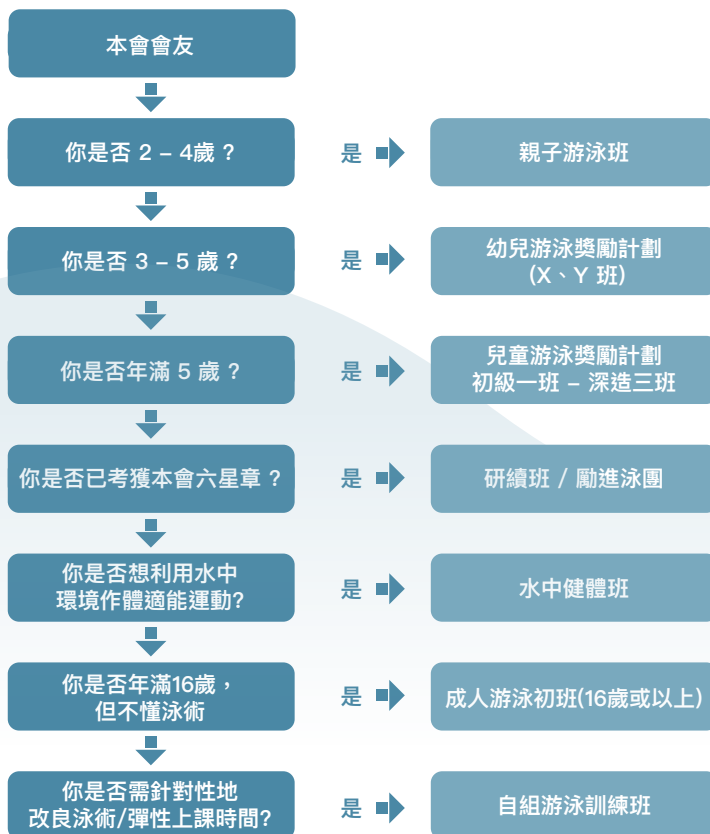 本會會友
你是否 2 – 4歲 ?
是
親子游泳班
你是否 3 – 5 歲 ?
是
幼兒游泳獎勵計劃
(X、Y 班)
你是否年滿 5 歲 ?
是
兒童游泳獎勵計劃
初級一班 – 深造三班
你是否已考獲本會六星章 ?
是
研續班 / 勵進泳團
你是否想利用水中
環境作體適能運動?
是
水中健體班
你是否年滿16歲，
但不懂泳術
是
成人游泳初班(16歲或以上)
你是否需針對性地
改良泳術/彈性上課時間?
是
自組游泳訓練班